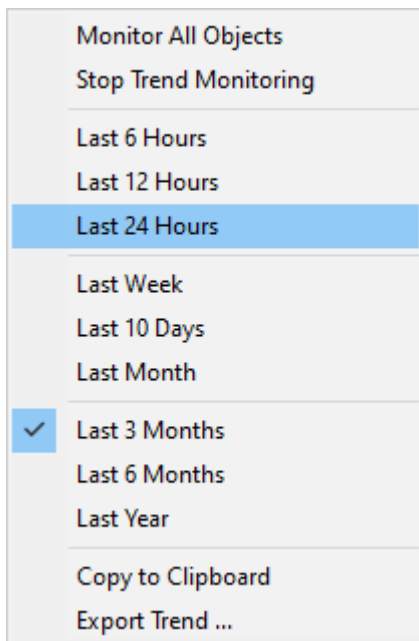 Monitor All Objects
Stop Trend Monitoring
Last 6 Hours
Last 12 Hours
Last 24 Hours
Last Week
Last 10 Days
Last Month
Last 3 Months
Last 6 Months
Last Year
Copy to Clipboard
Export Trend ...